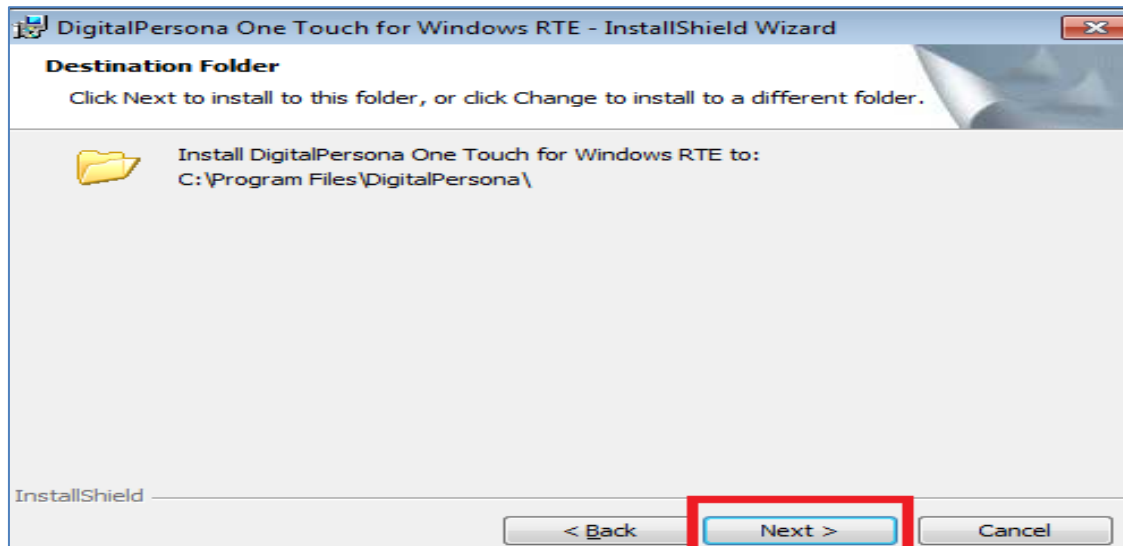 DigitalPersona One Touch for Windows RTE - InstallShield Wizard
Destination Folder
Click Next to install to this folder, or click Change to install to a different folder.
Install DigitalPersona One Touch for Windows RTE to:
C:\Program Files\DigitalPersona\
InstallShield
< Back Next > Cancel